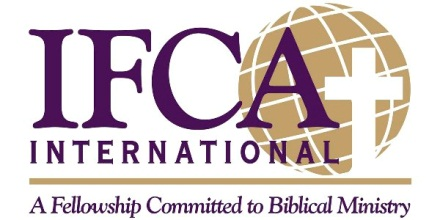 IFCA
INTERNATIONAL
A Fellowship Committed to Biblical Ministry